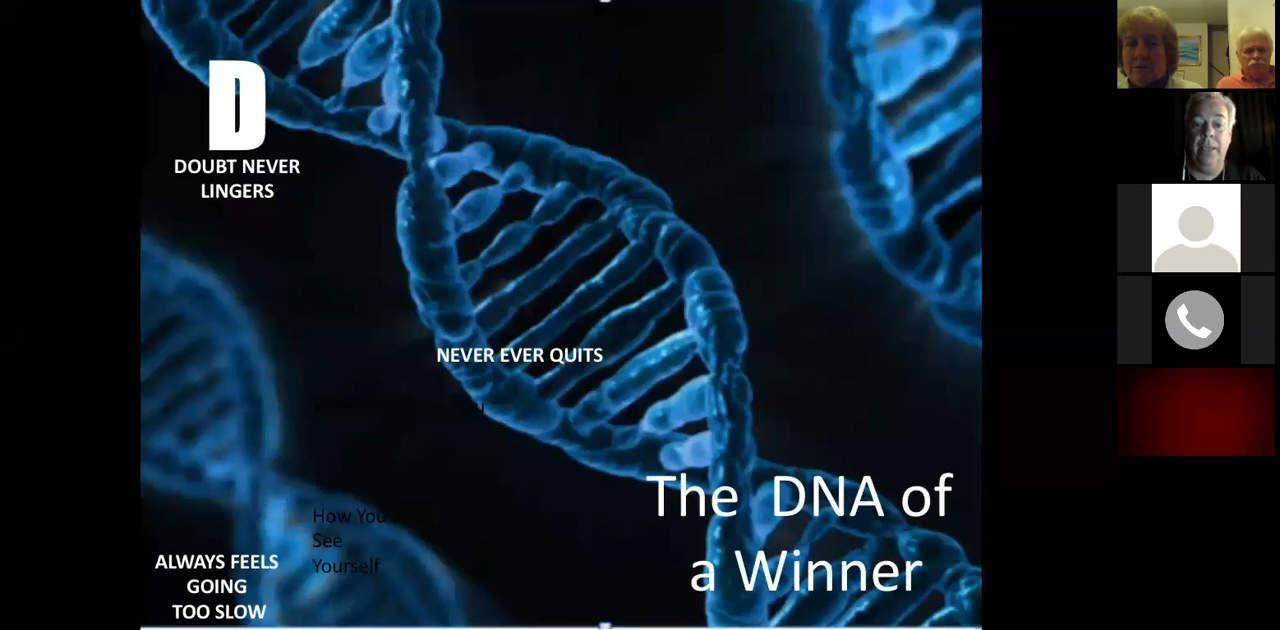 D
DOUBT NEVER
LINGERS
NEVER EVER QUITS
How You
See
Yourself
ALWAYS FEELS
GOING
TOO SLOW
The DNA of
a Winner